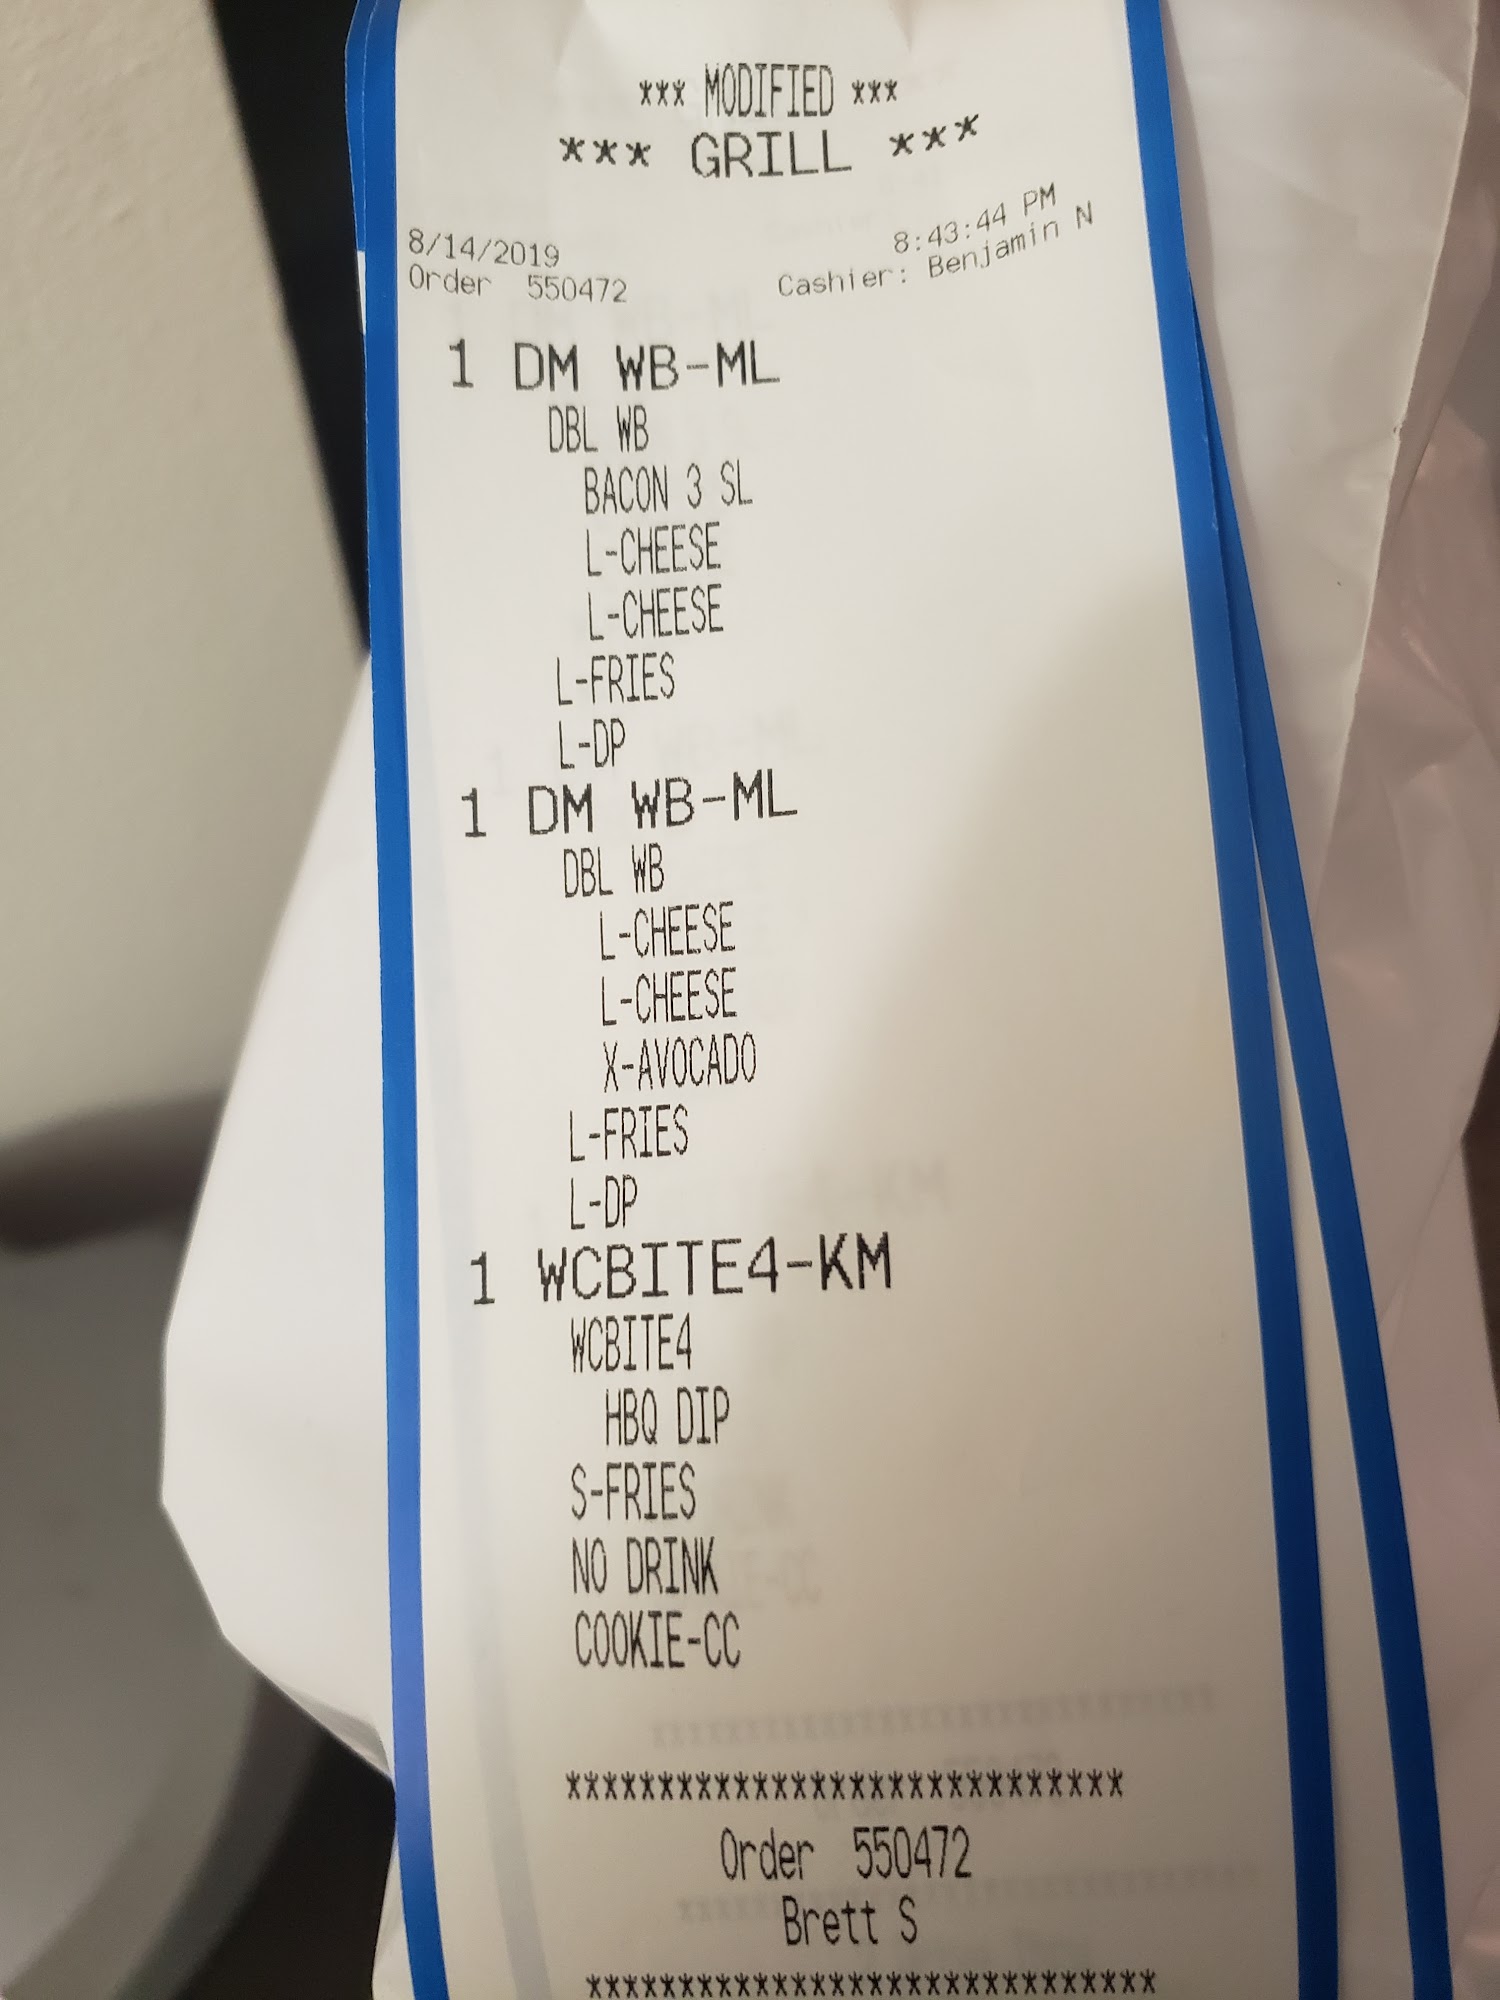 *** MODIFIED ***
*** GRILL ***
8/14/2019 8:43:44 PM
Order 550472 Cashier: Benjamin N
1 DM WB-ML
DBL WB
BACON 3 SL
L-CHEESE
L-CHEESE
L-FRIES
L-DP
1 DM WB-ML
DBL WB
L-CHEESE
L-CHEESE
X-AVOCADO
L-FRIES
L-DP
1 WCBITE4-KM
WCBITE4
HBQ DIP
S-FRIES
NO DRINK
COOKIE-CC
******************************
Order 550472
Brett S
*******************************